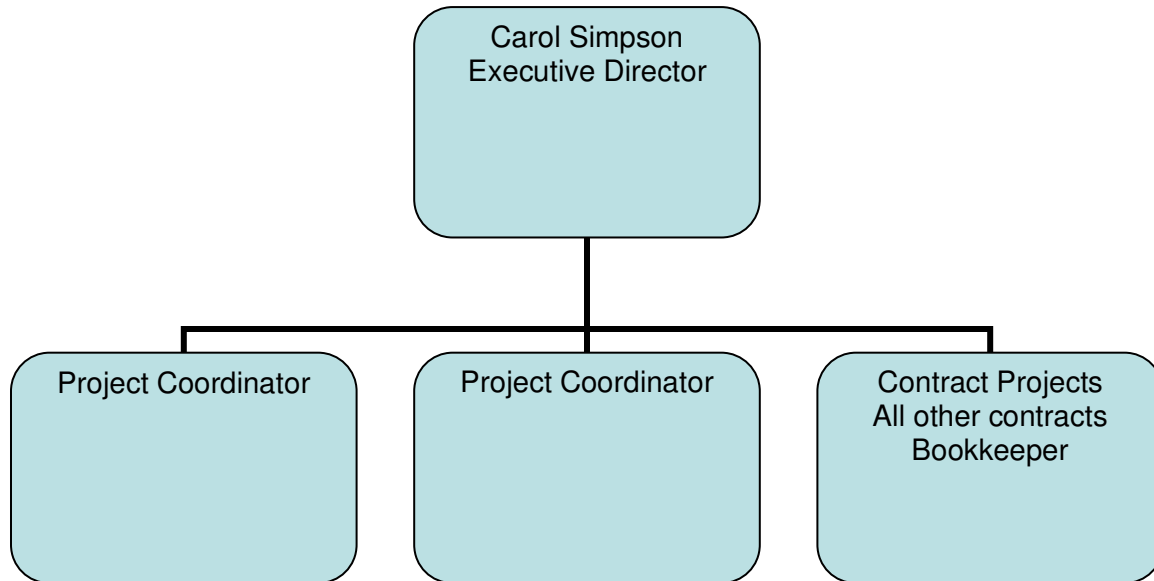 Carol Simpson
Executive Director
Project Coordinator
Project Coordinator
Contract Projects
All other contracts
Bookkeeper